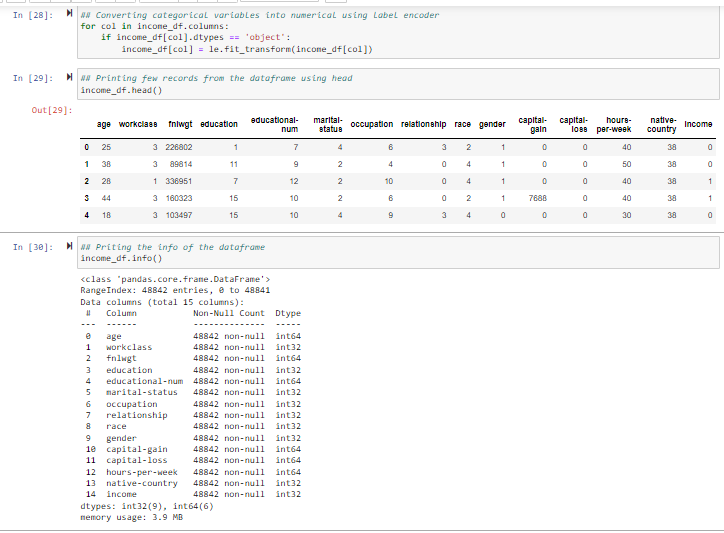 In [28]: ## Converting categorical variables into numerical using label encoder
for col in income_df.columns:
    if income_df[col].dtypes == 'object':
        income_df[col] = le.fit_transform(income_df[col])
In [29]: ## Printing few records from the dataframe using head
income_df.head()
Out[29]:
age workclass fnlwgt education educational-num marital-status occupation relationship race gender capital-gain capital-loss hours-per-week native-country income
0 25 3 226802 1 7 4 6 3 2 1 0 0 40 38 0
1 38 3 89814 11 9 2 4 0 4 1 0 0 50 38 0
2 28 1 336951 7 12 2 10 0 4 1 0 0 40 38 1
3 44 3 160323 15 10 2 6 0 2 1 7688 0 40 38 1
4 18 3 103497 15 10 4 9 3 4 0 0 0 30 38 0
In [30]: ## Priting the info of the dataframe
income_df.info()
<class 'pandas.core.frame.DataFrame'>
RangeIndex: 48842 entries, 0 to 48841
Data columns (total 15 columns):
# Column Non-Null Count Dtype
--- ------ -------------- -----
0 age 48842 non-null int64
1 workclass 48842 non-null int32
2 fnlwgt 48842 non-null int64
3 education 48842 non-null int32
4 educational-num 48842 non-null int64
5 marital-status 48842 non-null int32
6 occupation 48842 non-null int32
7 relationship 48842 non-null int32
8 race 48842 non-null int32
9 gender 48842 non-null int32
10 capital-gain 48842 non-null int64
11 capital-loss 48842 non-null int64
12 hours-per-week 48842 non-null int64
13 native-country 48842 non-null int32
14 income 48842 non-null int32
dtypes: int32(9), int64(6)
memory usage: 3.9 MB